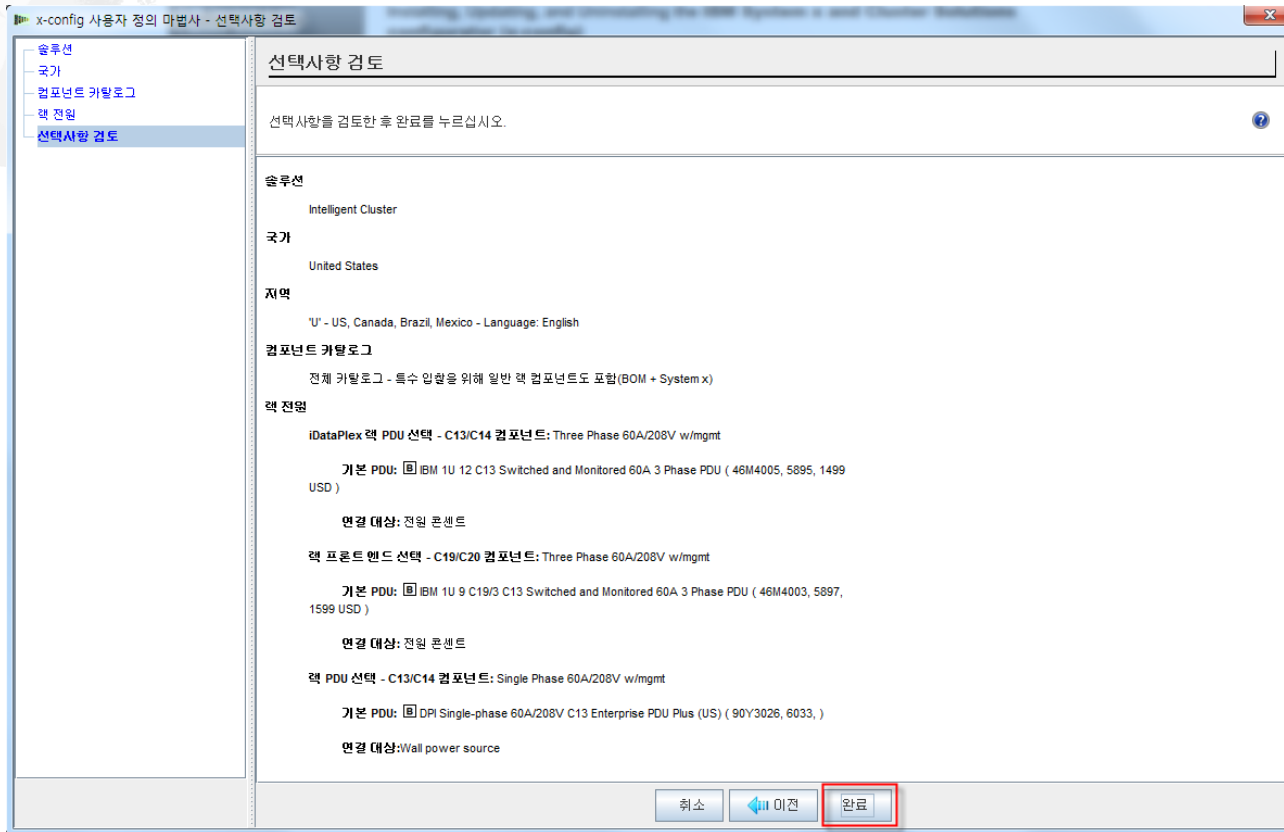 x-config 사용자 정의 마법사 - 선택사항 검토
Installing, Updating, and Uninstalling the IBM System x and Cluster Solutions
configurator (x-config)
솔루션
국가
컴포넌트 카탈로그
랙 전원
선택사항 검토
선택사항 검토
선택사항을 검토한 후 완료를 누르십시오.
솔루션
Intelligent Cluster
국가
United States
지역
'U' - US, Canada, Brazil, Mexico - Language: English
컴포넌트 카탈로그
전체 카탈로그 - 특수 입찰을 위해 일반 랙 컴포넌트도 포함(BOM + System x)
랙 전원
iDataPlex 랙 PDU 선택 - C13/C14 컴포넌트: Three Phase 60A/208V w/mgmt
기본 PDU: B IBM 1U 12 C13 Switched and Monitored 60A 3 Phase PDU ( 46M4005, 5895, 1499
USD )
연결 대상: 전원 콘센트
랙 프론트 엔드 선택 - C19/C20 컴포넌트: Three Phase 60A/208V w/mgmt
기본 PDU: B IBM 1U 9 C19/3 C13 Switched and Monitored 60A 3 Phase PDU ( 46M4003, 5897,
1599 USD )
연결 대상: 전원 콘센트
랙 PDU 선택 - C13/C14 컴포넌트: Single Phase 60A/208V w/mgmt
기본 PDU: B DPI Single-phase 60A/208V C13 Enterprise PDU Plus (US) ( 90Y3026, 6033, )
연결 대상:Wall power source
취소
이전
완료